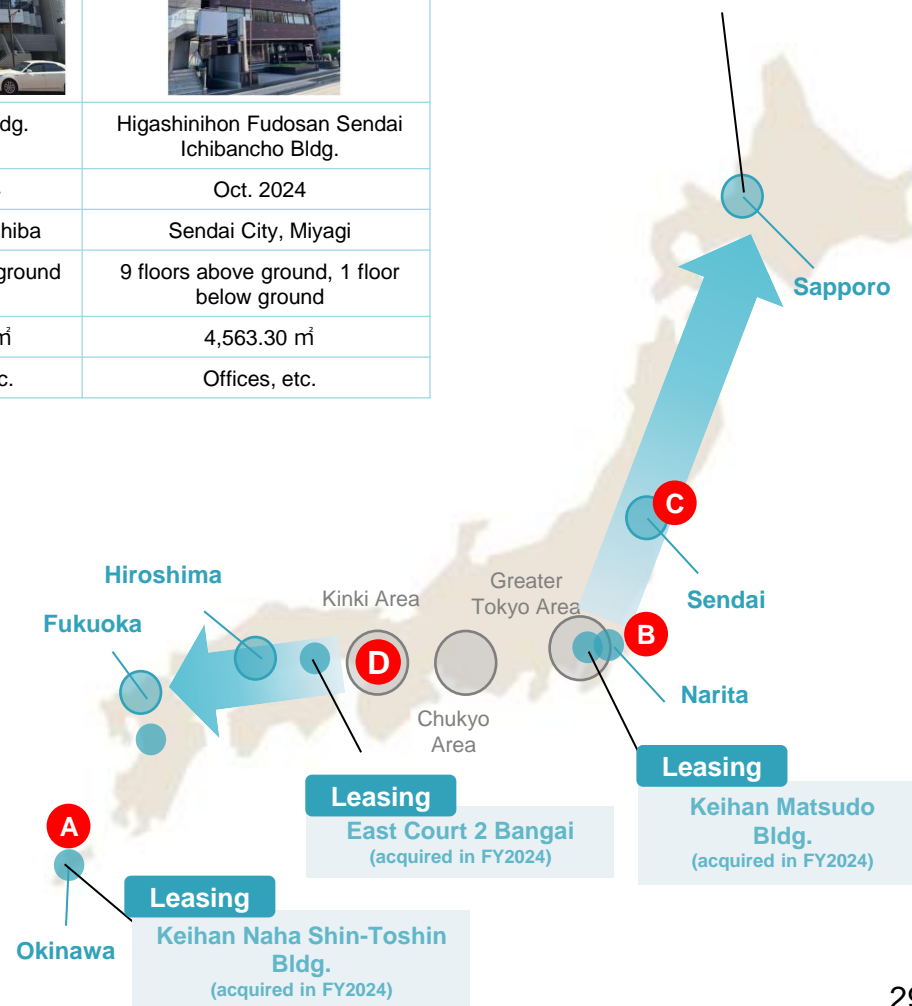 dg.
Higashinihon Fudosan Sendai
Ichibancho Bldg.
Oct. 2024
hiba
Sendai City, Miyagi
ground
9 floors above ground, 1 floor
below ground
㎡
4,563.30 ㎡
c.
Offices, etc.
Sapporo
C
Sendai
Hiroshima
Kinki Area
Greater
Tokyo Area
Fukuoka
B
D
Narita
Chukyo
Area
Leasing
Keihan Matsudo
Bldg.
(acquired in FY2024)
Leasing
East Court 2 Bangai
(acquired in FY2024)
A
Leasing
Keihan Naha Shin-Toshin
Bldg.
(acquired in FY2024)
Okinawa
29